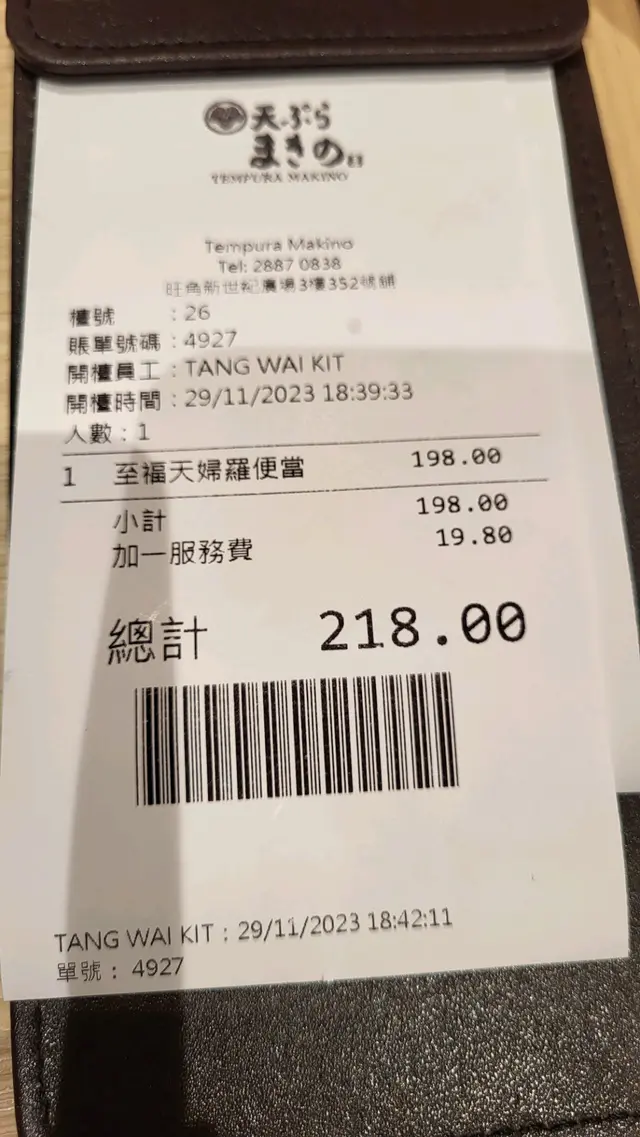 天ぷら
まきの
TEMPURA MAKINO
Tempura Makino
Tel: 2887 0838
旺角新世紀廣場3樓352號舖
檯號 : 26
賬單號碼 : 4927
開檯員工 : TANG WAI KIT
開檯時間 : 29/11/2023 18:39:33
人數 : 1
1 至福天婦羅便當 198.00
小計 198.00
加一服務費 19.80
總計 218.00
TANG WAI KIT : 29/11/2023 18:42:11
單號 : 4927